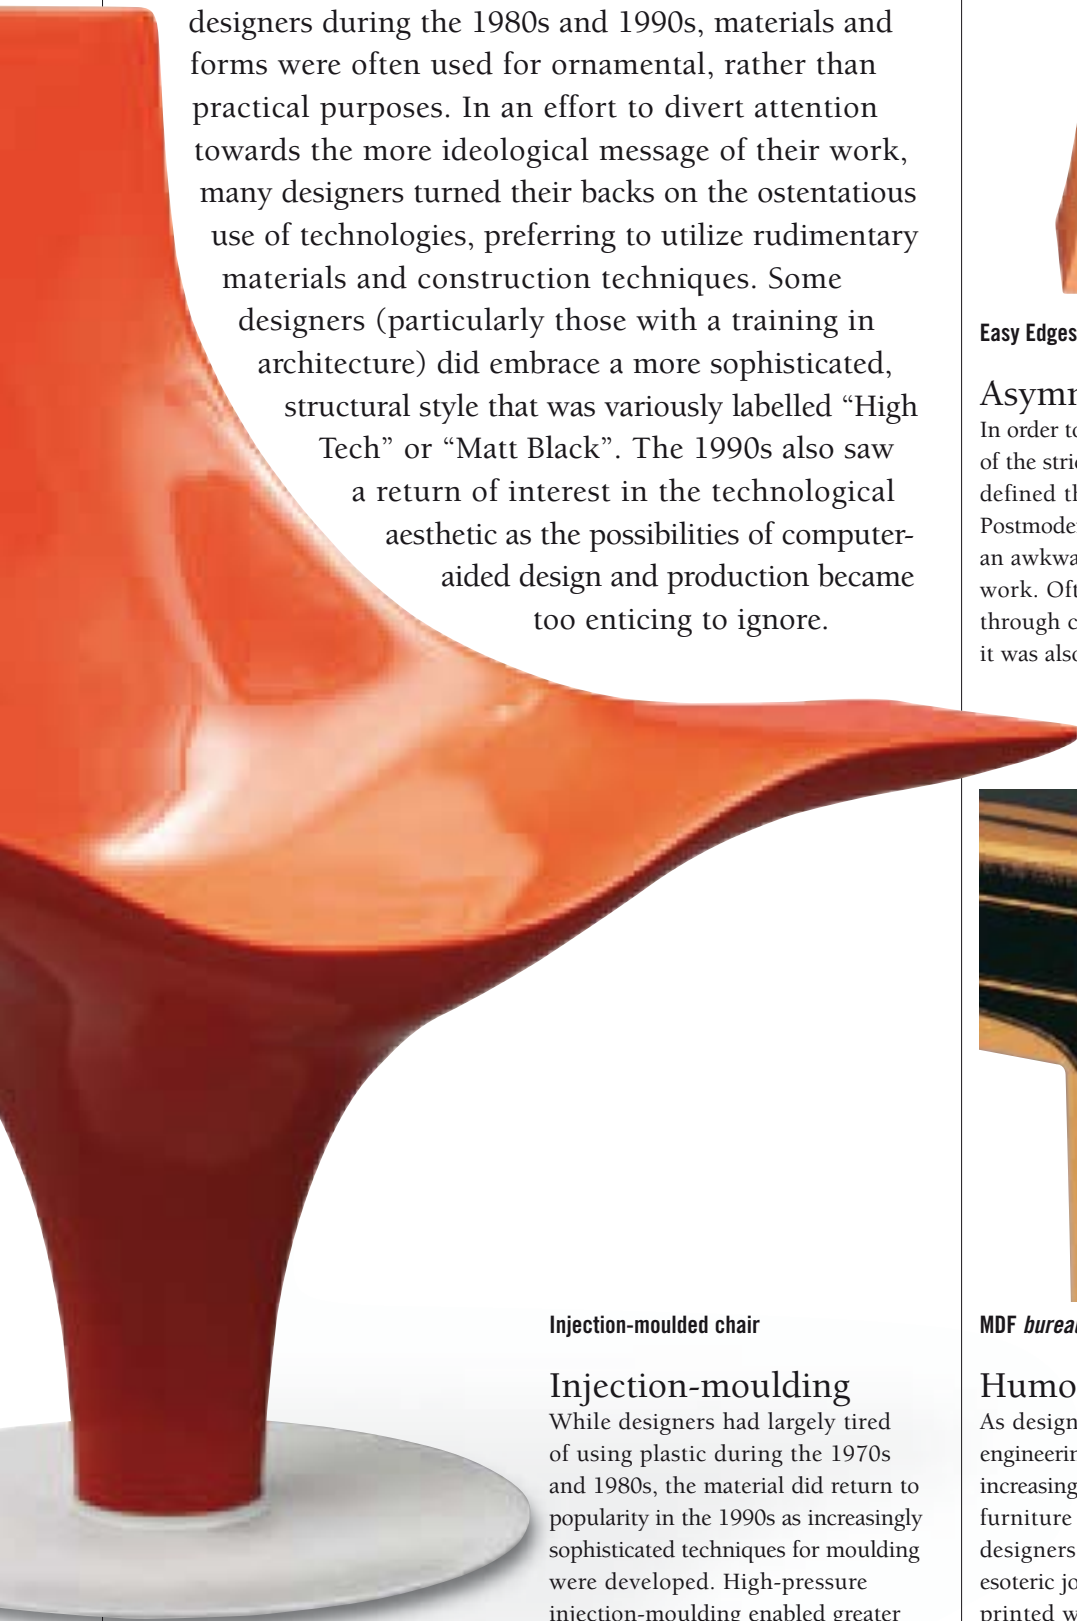 designers during the 1980s and 1990s, materials and
forms were often used for ornamental, rather than
practical purposes. In an effort to divert attention
towards the more ideological message of their work,
many designers turned their backs on the ostentatious
use of technologies, preferring to utilize rudimentary
materials and construction techniques. Some
designers (particularly those with a training in
architecture) did embrace a more sophisticated,
structural style that was variously labelled “High
Tech” or “Matt Black”. The 1990s also saw
a return of interest in the technological
aesthetic as the possibilities of computer-
aided design and production became
too enticing to ignore.
Injection-moulded chair
Injection-moulding
While designers had largely tired
of using plastic during the 1970s
and 1980s, the material did return to
popularity in the 1990s as increasingly
sophisticated techniques for moulding
were developed. High-pressure
injection-moulding enabled greater
Easy Edges
In order to
of the
defined
an
work.
through
it was also
MDF
As
increasing
furniture
designers
esoteric
printed